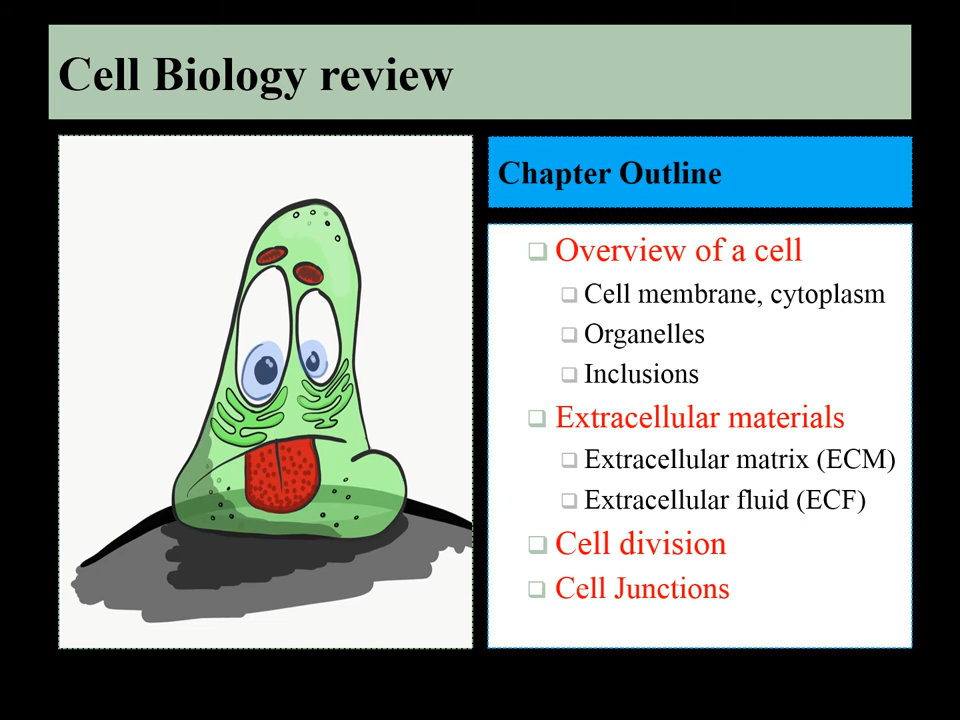 Cell Biology review
Chapter Outline
Overview of a cell
Cell membrane, cytoplasm
Organelles
Inclusions
Extracellular materials
Extracellular matrix (ECM)
Extracellular fluid (ECF)
Cell division
Cell Junctions